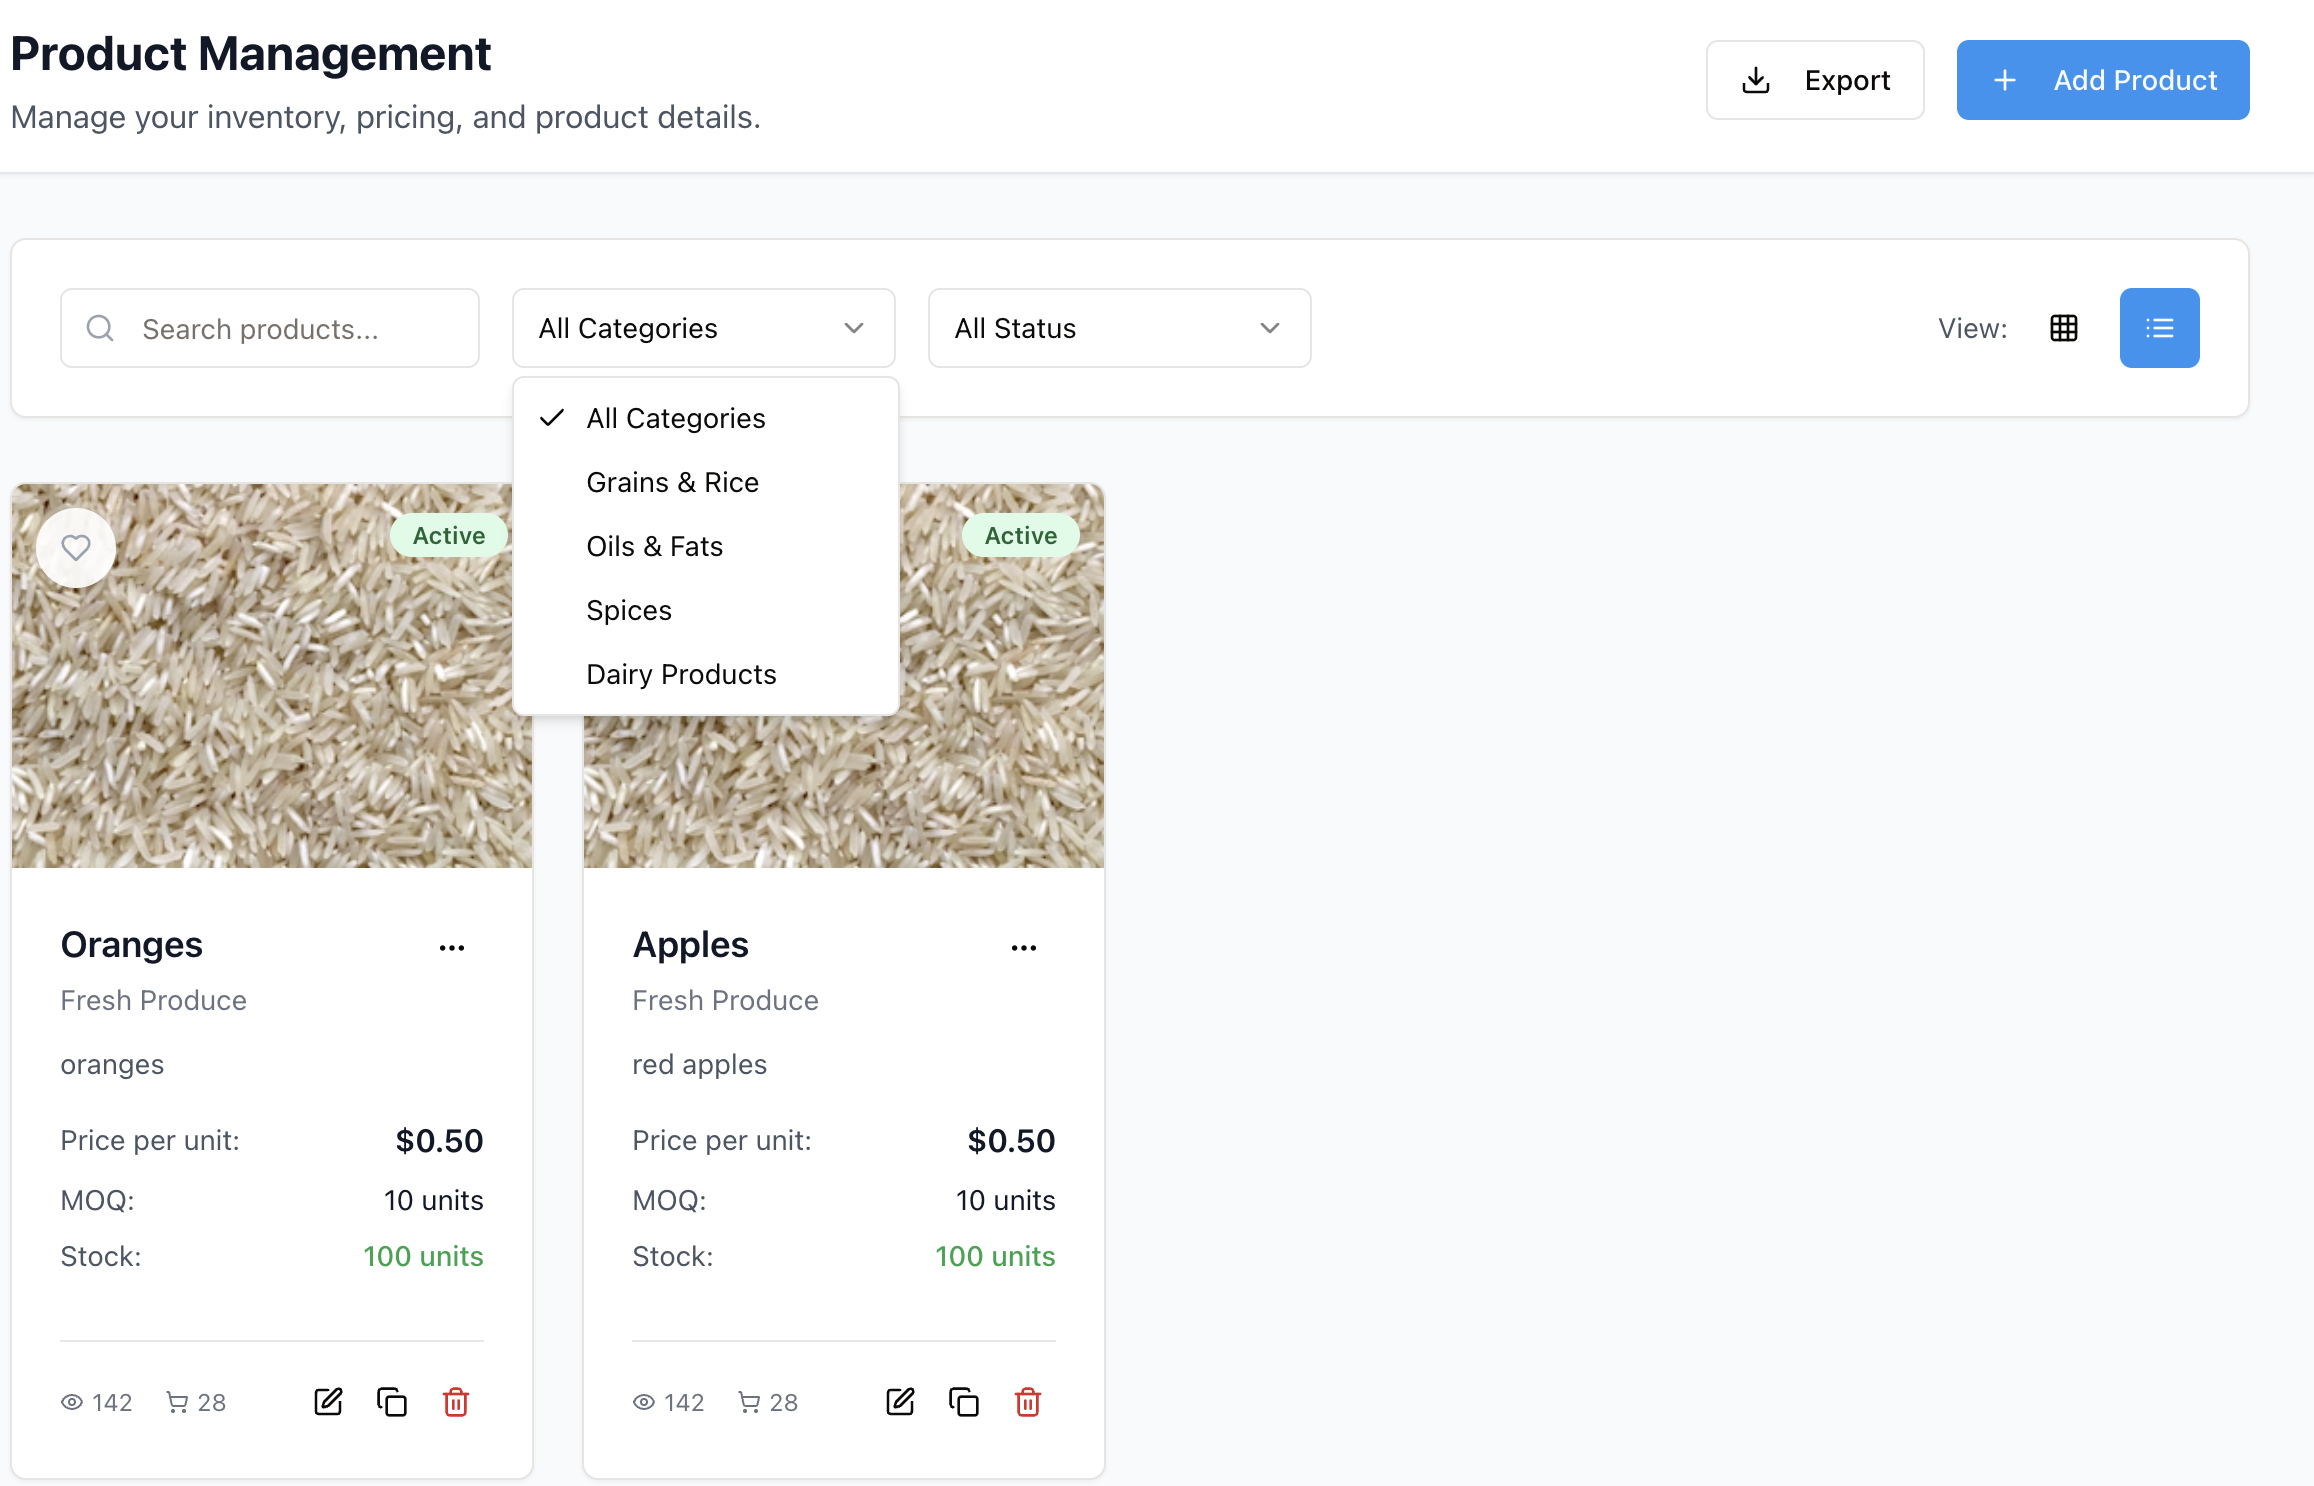 Product Management
Manage your inventory, pricing, and product details.
Export
Add Product
Search products...
All Categories
All Status
View:
All Categories
Grains & Rice
Oils & Fats
Spices
Dairy Products
Active
Active
Oranges
Fresh Produce
oranges
Price per unit: $0.50
MOQ: 10 units
Stock: 100 units
142 28
Apples
Fresh Produce
red apples
Price per unit: $0.50
MOQ: 10 units
Stock: 100 units
142 28